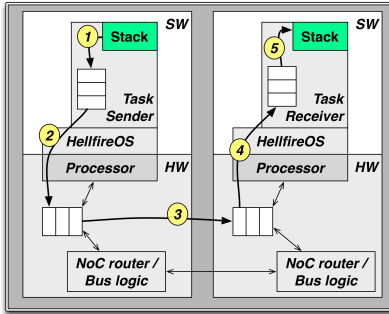 SW
1
Stack
Task
Sender
2
HellfireOS
Processor
HW
NoC router /
Bus logic
3
SW
5
Stack
Task
Receiver
4
HellfireOS
Processor
HW
NoC router /
Bus logic